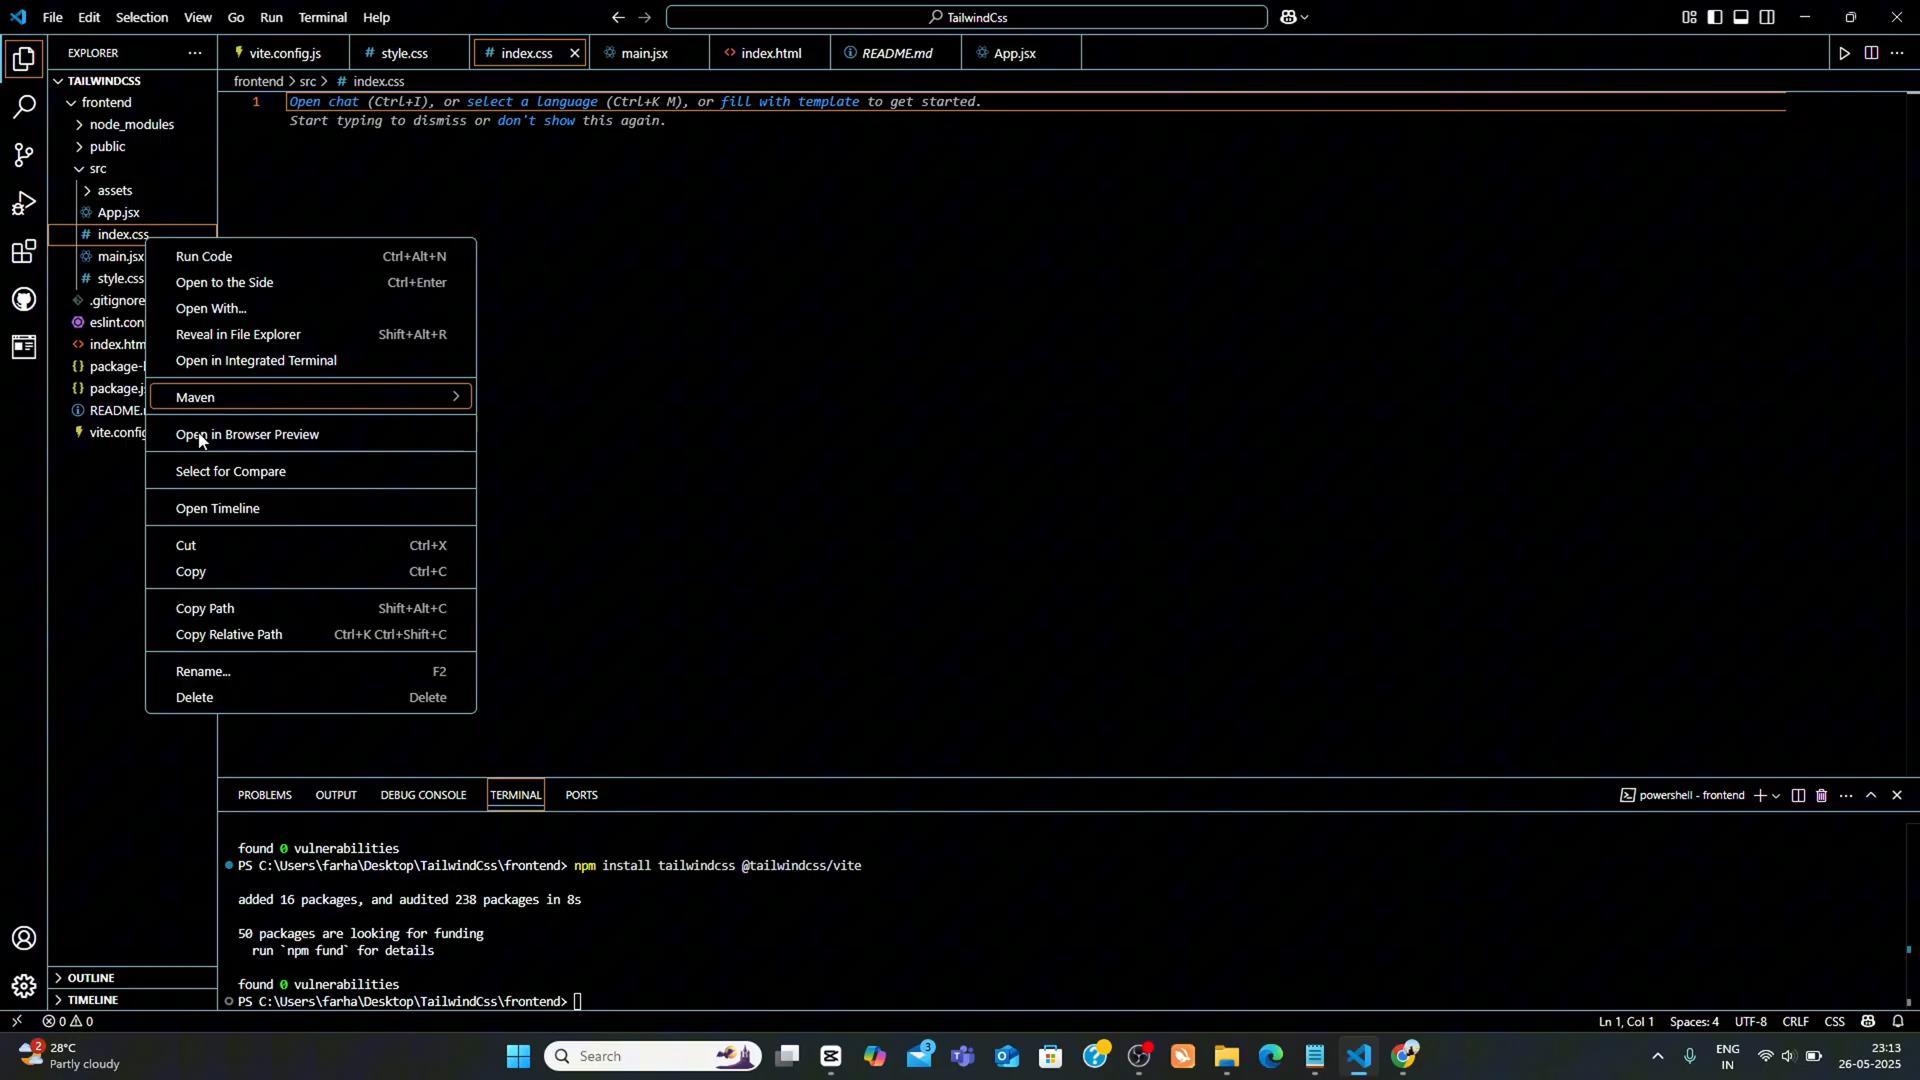 File Edit Selection View Go Run Terminal Help
TailwindCss
EXPLORER
vite.config.js
style.css
index.css
main.jsx
index.html
README.md
App.jsx
TAILWINDCSS
frontend
node_modules
public
src
assets
App.jsx
index.css
main.jsx
style.css
.gitignore
eslint.con
index.htm
package-
package.j
README.
vite.config
frontend > src > # index.css
1 Open chat (Ctrl+I), or select a language (Ctrl+K M), or fill with template to get started.
Start typing to dismiss or don't show this again.
Run Code Ctrl+Alt+N
Open to the Side Ctrl+Enter
Open With...
Reveal in File Explorer Shift+Alt+R
Open in Integrated Terminal
Maven
Open in Browser Preview
Select for Compare
Open Timeline
Cut Ctrl+X
Copy Ctrl+C
Copy Path Shift+Alt+C
Copy Relative Path Ctrl+K Ctrl+Shift+C
Rename... F2
Delete Delete
PROBLEMS OUTPUT DEBUG CONSOLE TERMINAL PORTS
powershell - frontend
found 0 vulnerabilities
PS C:\Users\farha\Desktop\TailwindCss\frontend> npm install tailwindcss @tailwindcss/vite
added 16 packages, and audited 238 packages in 8s
50 packages are looking for funding
run `npm fund` for details
found 0 vulnerabilities
PS C:\Users\farha\Desktop\TailwindCss\frontend>
OUTLINE
TIMELINE
0 0
Ln 1, Col 1 Spaces: 4 UTF-8 CRLF CSS
2
28°C
Partly cloudy
Search
3
ENG
IN
23:13
26-05-2025